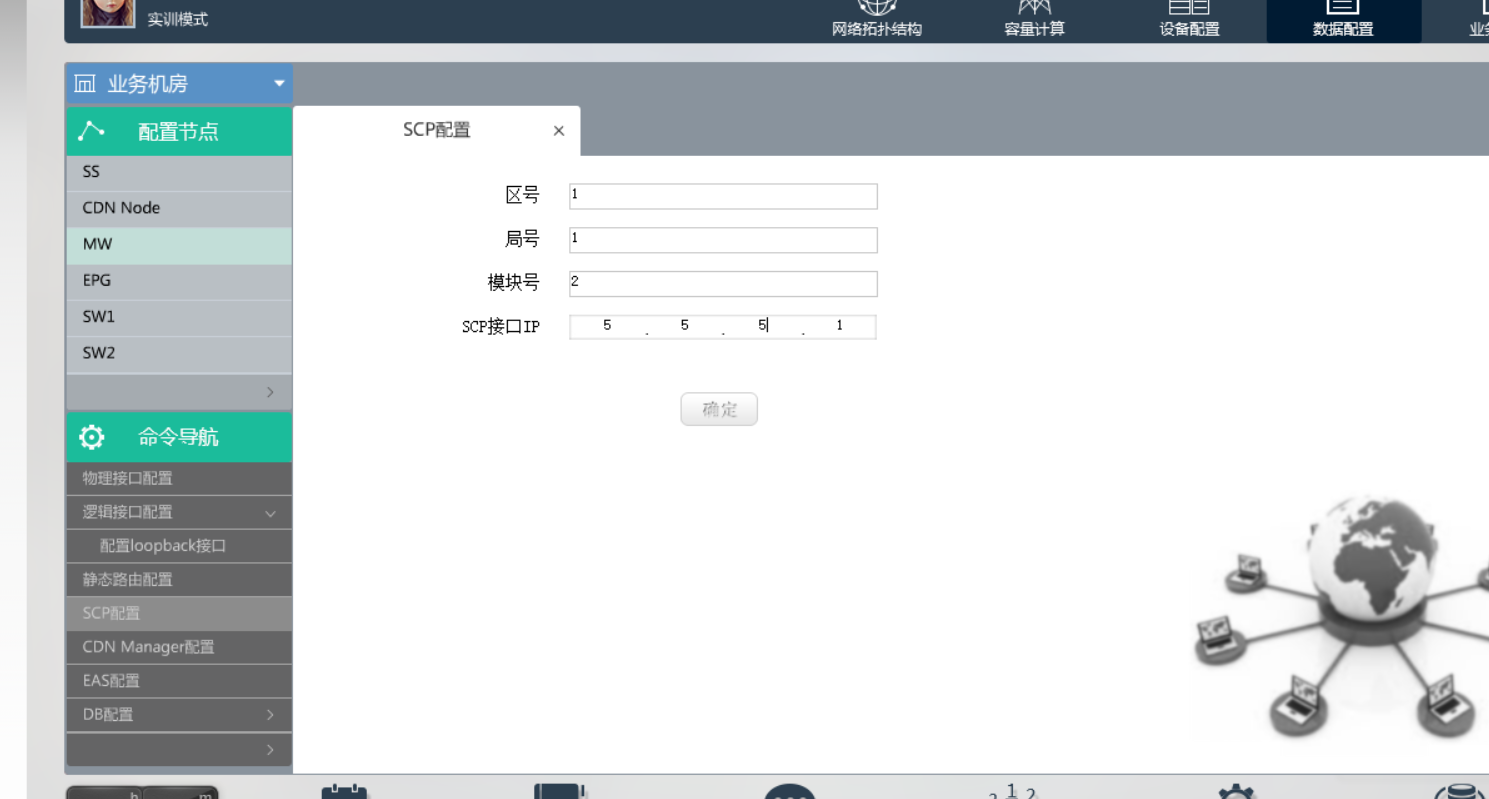 实训模式
网络拓扑结构
容量计算
设备配置
数据配置
业务机房
配置节点
SS
CDN Node
MW
EPG
SW1
SW2
命令导航
物理接口配置
逻辑接口配置
配置loopback接口
静态路由配置
SCP配置
CDN Manager配置
EAS配置
DB配置
SCP配置 ×
区号 1
局号 1
模块号 2
SCP接口IP 5 . 5 . 5 . 1
确定
h m
2 1 2